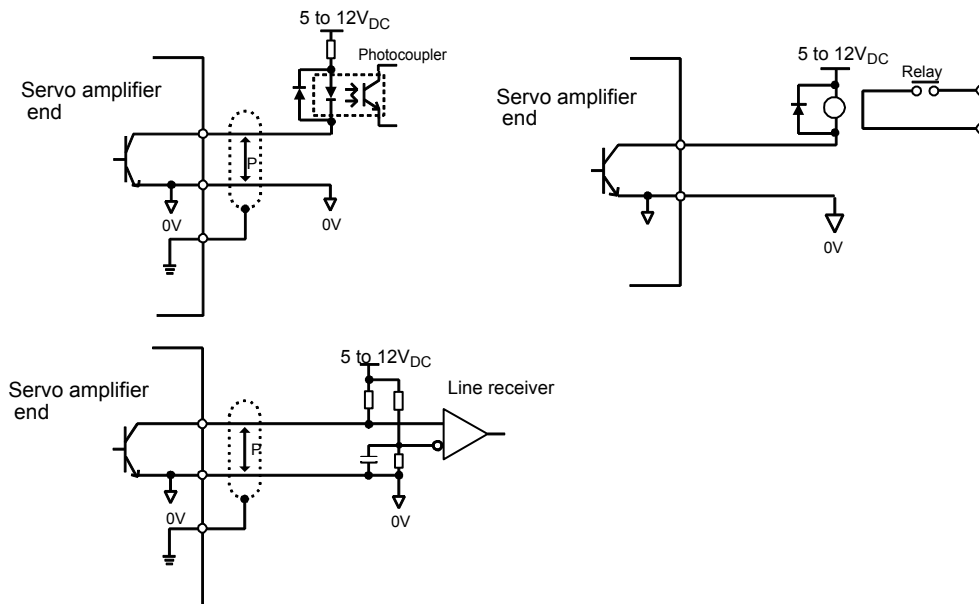 5 to 12VDC
Photocoupler
Servo amplifier
end
P
0V
0V
5 to 12VDC
Relay
Servo amplifier
end
0V
5 to 12VDC
Line receiver
Servo amplifier
end
P
0V
0V